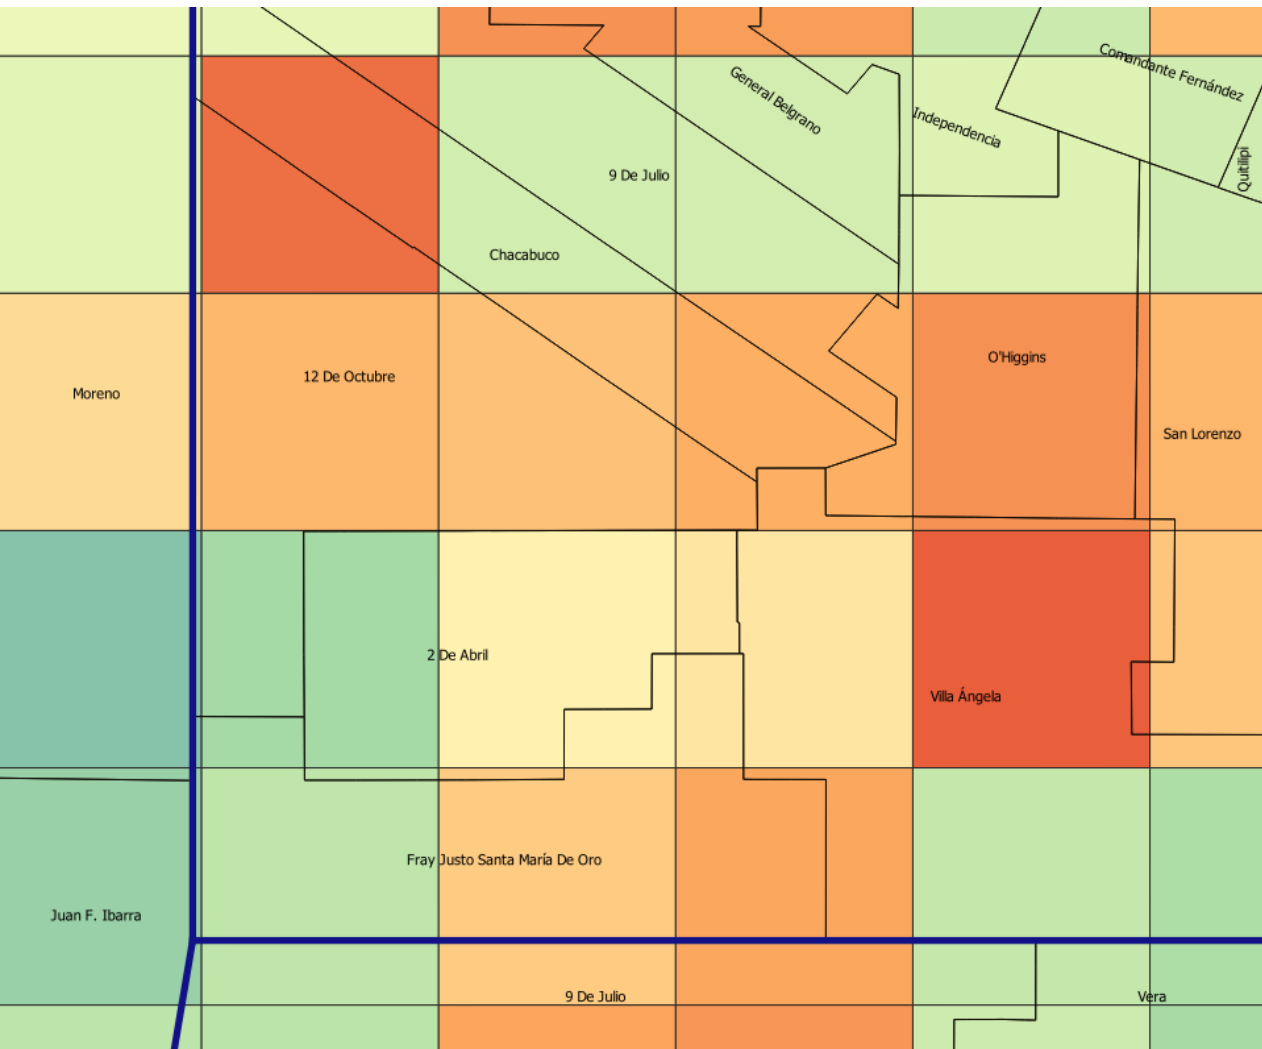 Comandante Fernández
General Belgrano
Independencia
Quitilipi
9 De Julio
Chacabuco
O'Higgins
12 De Octubre
Moreno
San Lorenzo
2 De Abril
Villa Ángela
Fray Justo Santa María De Oro
Juan F. Ibarra
9 De Julio
Vera